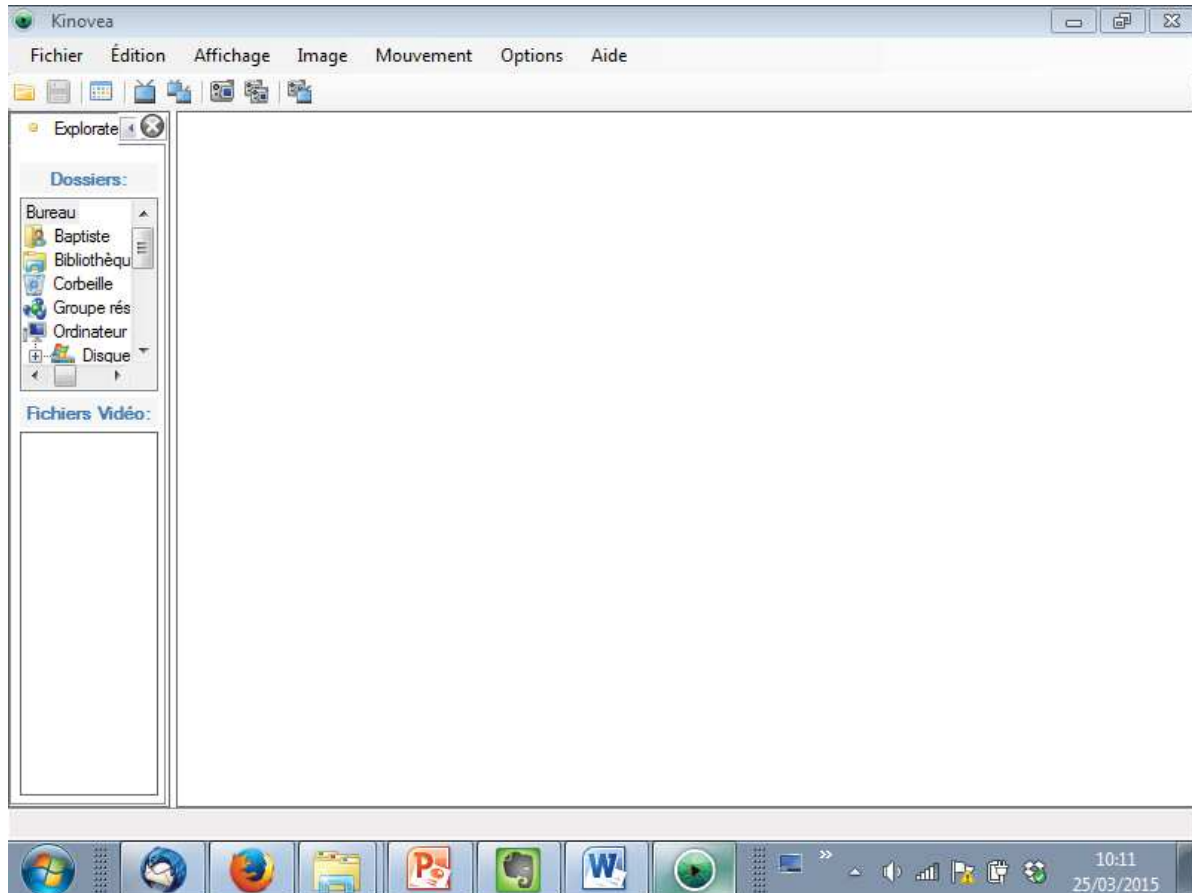 Kinovea
Fichier Édition Affichage Image Mouvement Options Aide
Explorate
Dossiers:
Bureau
Baptiste
Bibliothèqu
Corbeille
Groupe rés
Ordinateur
Disque
Fichiers Vidéo:
10:11
25/03/2015